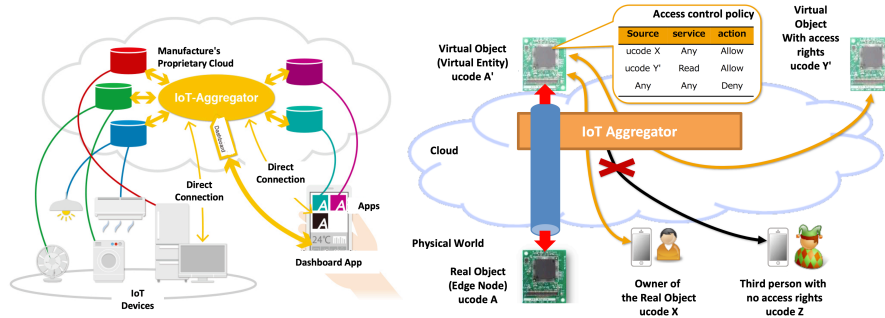 Manufacture's
Proprietary Cloud
IoT-Aggregator
Dashboard
Direct
Connection
Direct
Connection
A A
A
24℃
Apps
Dashboard App
IoT
Devices
Virtual Object
(Virtual Entity)
ucode A'
Access control policy
Source service action
ucode X Any Allow
ucode Y' Read Allow
Any Any Deny
Virtual
Object
With access
rights
ucode Y'
IoT Aggregator
Cloud
Physical World
Real Object
(Edge Node)
ucode A
Owner of
the Real Object
ucode X
Third person with
no access rights
ucode Z